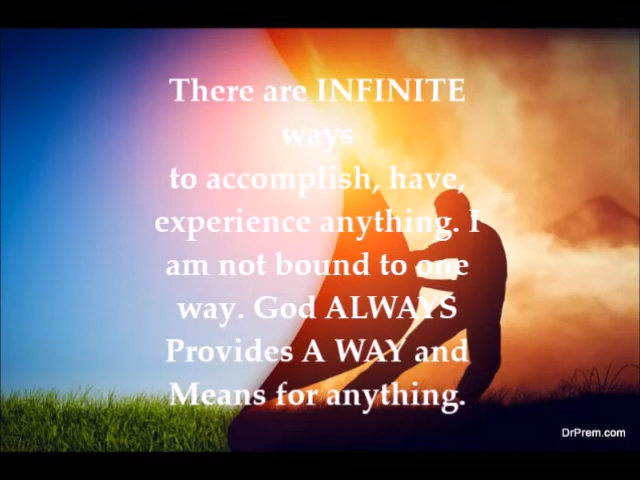 There are INFINITE
ways
to accomplish, have,
experience anything. I
am not bound to one
way. God ALWAYS
Provides A WAY and
Means for anything.
DrPrem.com